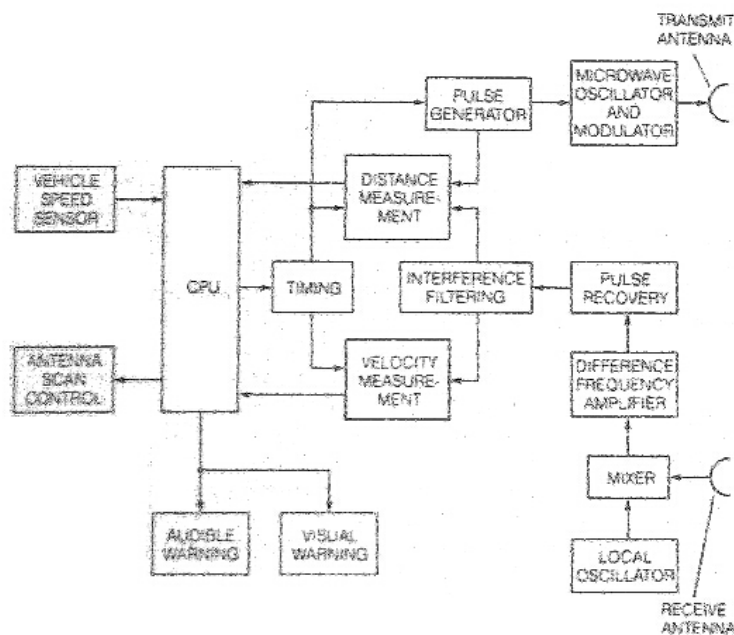 TRANSMIT
ANTENNA
MICROWAVE
OSCILLATOR
AND
MODULATOR
PULSE
GENERATOR
VEHICLE
SPEED
SENSOR
DISTANCE
MEASURE-
MENT
CPU
TIMING
INTERFERENCE
FILTERING
PULSE
RECOVERY
ANTENNA
SCAN
CONTROL
VELOCITY
MEASURE-
MENT
DIFFERENCE
FREQUENCY
AMPLIFIER
MIXER
AUDIBLE
WARNING
VISUAL
WARNING
LOCAL
OSCILLATOR
RECEIVE
ANTENNA